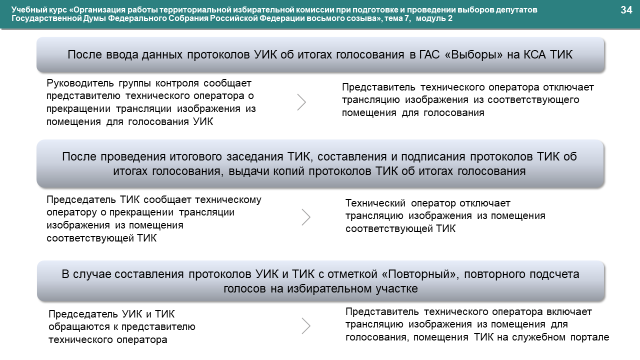 Учебный курс «Организация работы территориальной избирательной комиссии при подготовке и проведении выборов депутатов
Государственной Думы Федерального Собрания Российской Федерации восьмого созыва», тема 7, модуль 2
34
После ввода данных протоколов УИК об итогах голосования в ГАС «Выборы» на КСА ТИК
Руководитель группы контроля сообщает
представителю технического оператора о
прекращении трансляции изображения из
помещения для голосования УИК
Представитель технического оператора отключает
трансляцию изображения из соответствующего
помещения для голосования
После проведения итогового заседания ТИК, составления и подписания протоколов ТИК об
итогах голосования, выдачи копий протоколов ТИК об итогах голосования
Председатель ТИК сообщает техническому
оператору о прекращении трансляции
изображения из помещения
соответствующей ТИК
Технический оператор отключает
трансляцию изображения из помещения
соответствующей ТИК
В случае составления протоколов УИК и ТИК с отметкой «Повторный», повторного подсчета
голосов на избирательном участке
Председатель УИК и ТИК
обращаются к представителю
технического оператора
Представитель технического оператора включает
трансляцию изображения из помещения для
голосования, помещения ТИК на служебном портале